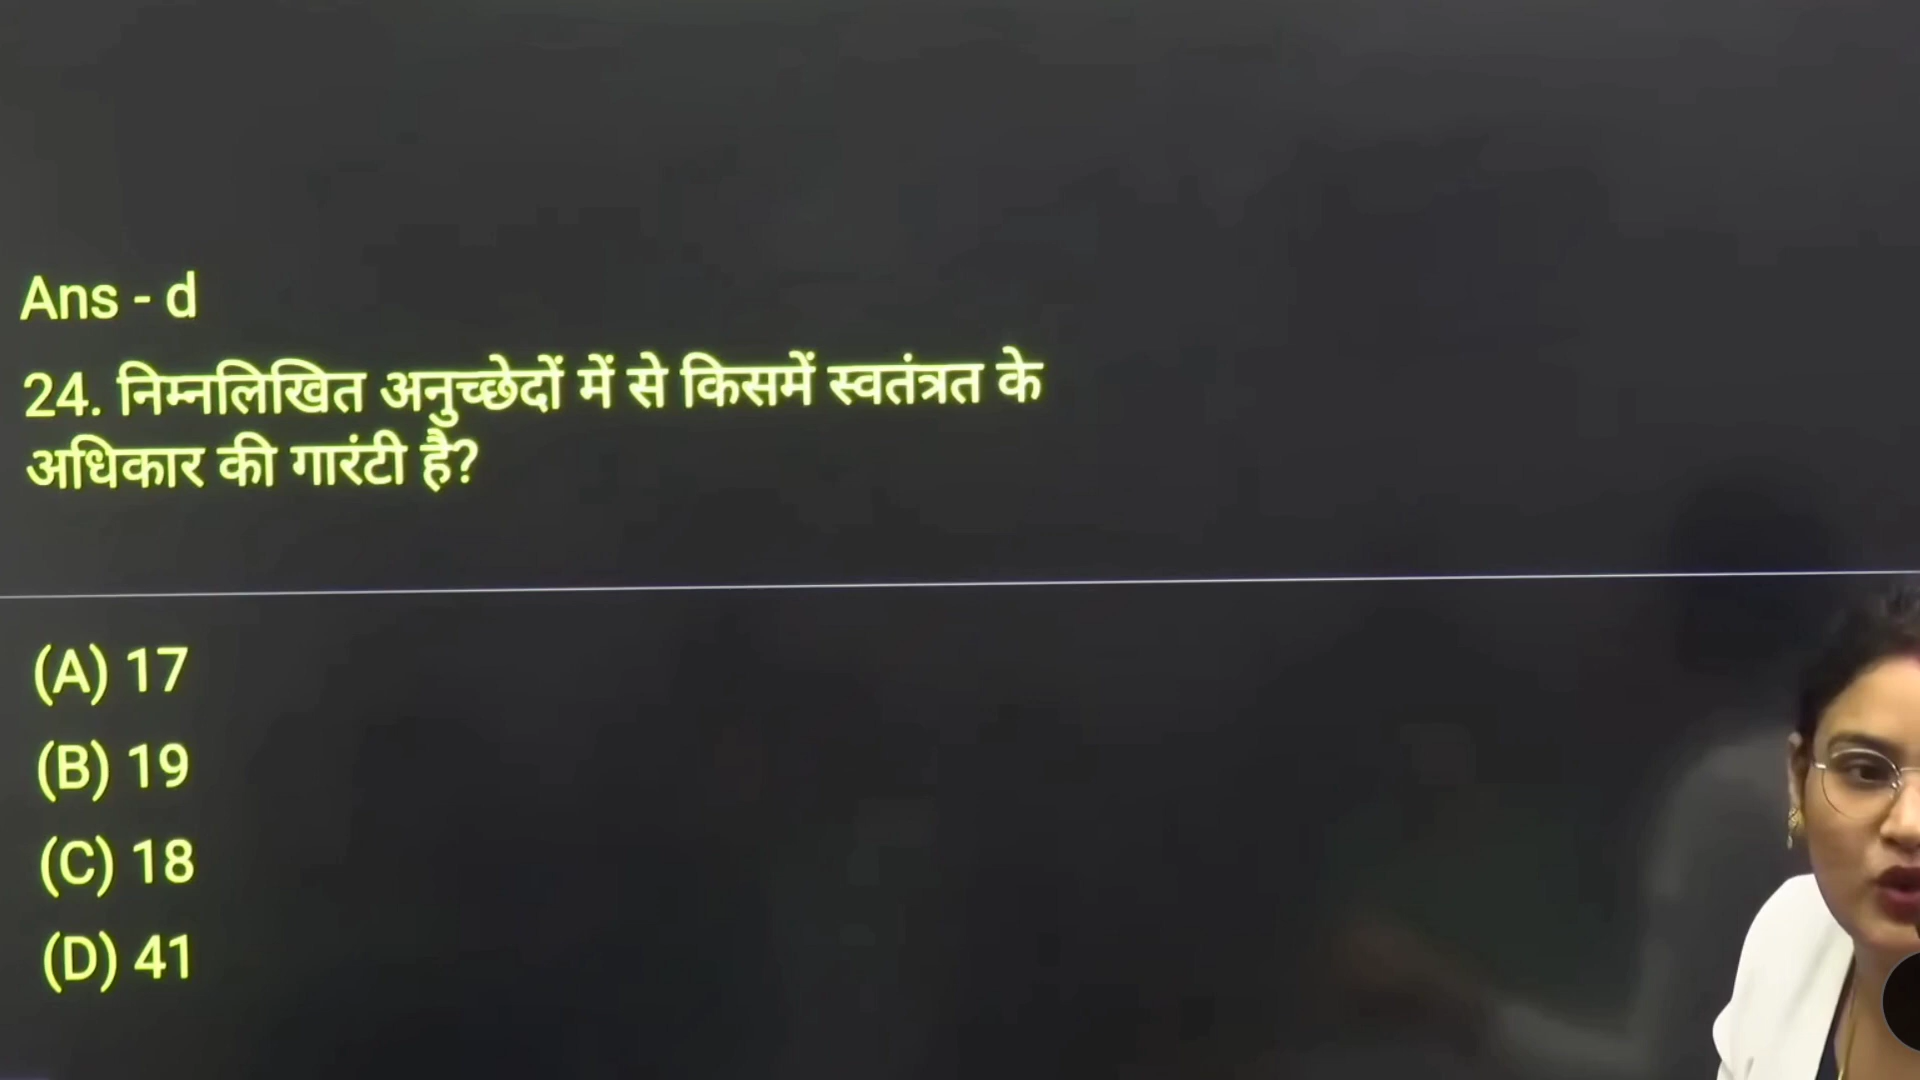 Ans - d
24. निम्नलिखित अनुच्छेदों में से किसमें स्वतंत्रत के
अधिकार की गारंटी है?
(A) 17
(B) 19
(C) 18
(D) 41